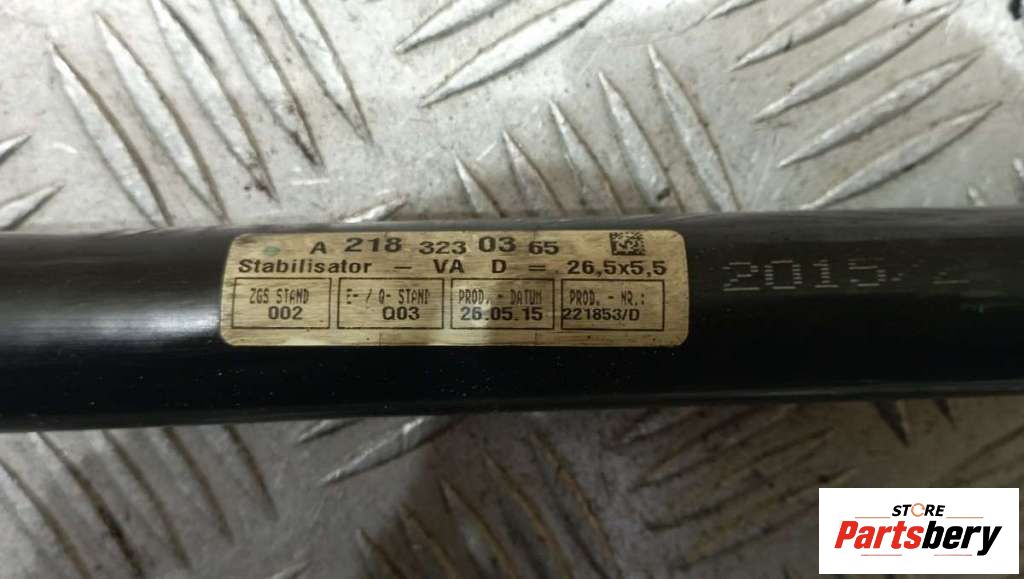 A 218 323 03 65
Stabilisator - VA D = 26,5x5,5
ZGS STAND
002
E- / Q- STAND
Q03
PROD. - DATUM
26.05.15
PROD. - NR.:
221853/D
2015/2
STORE
Partsbery